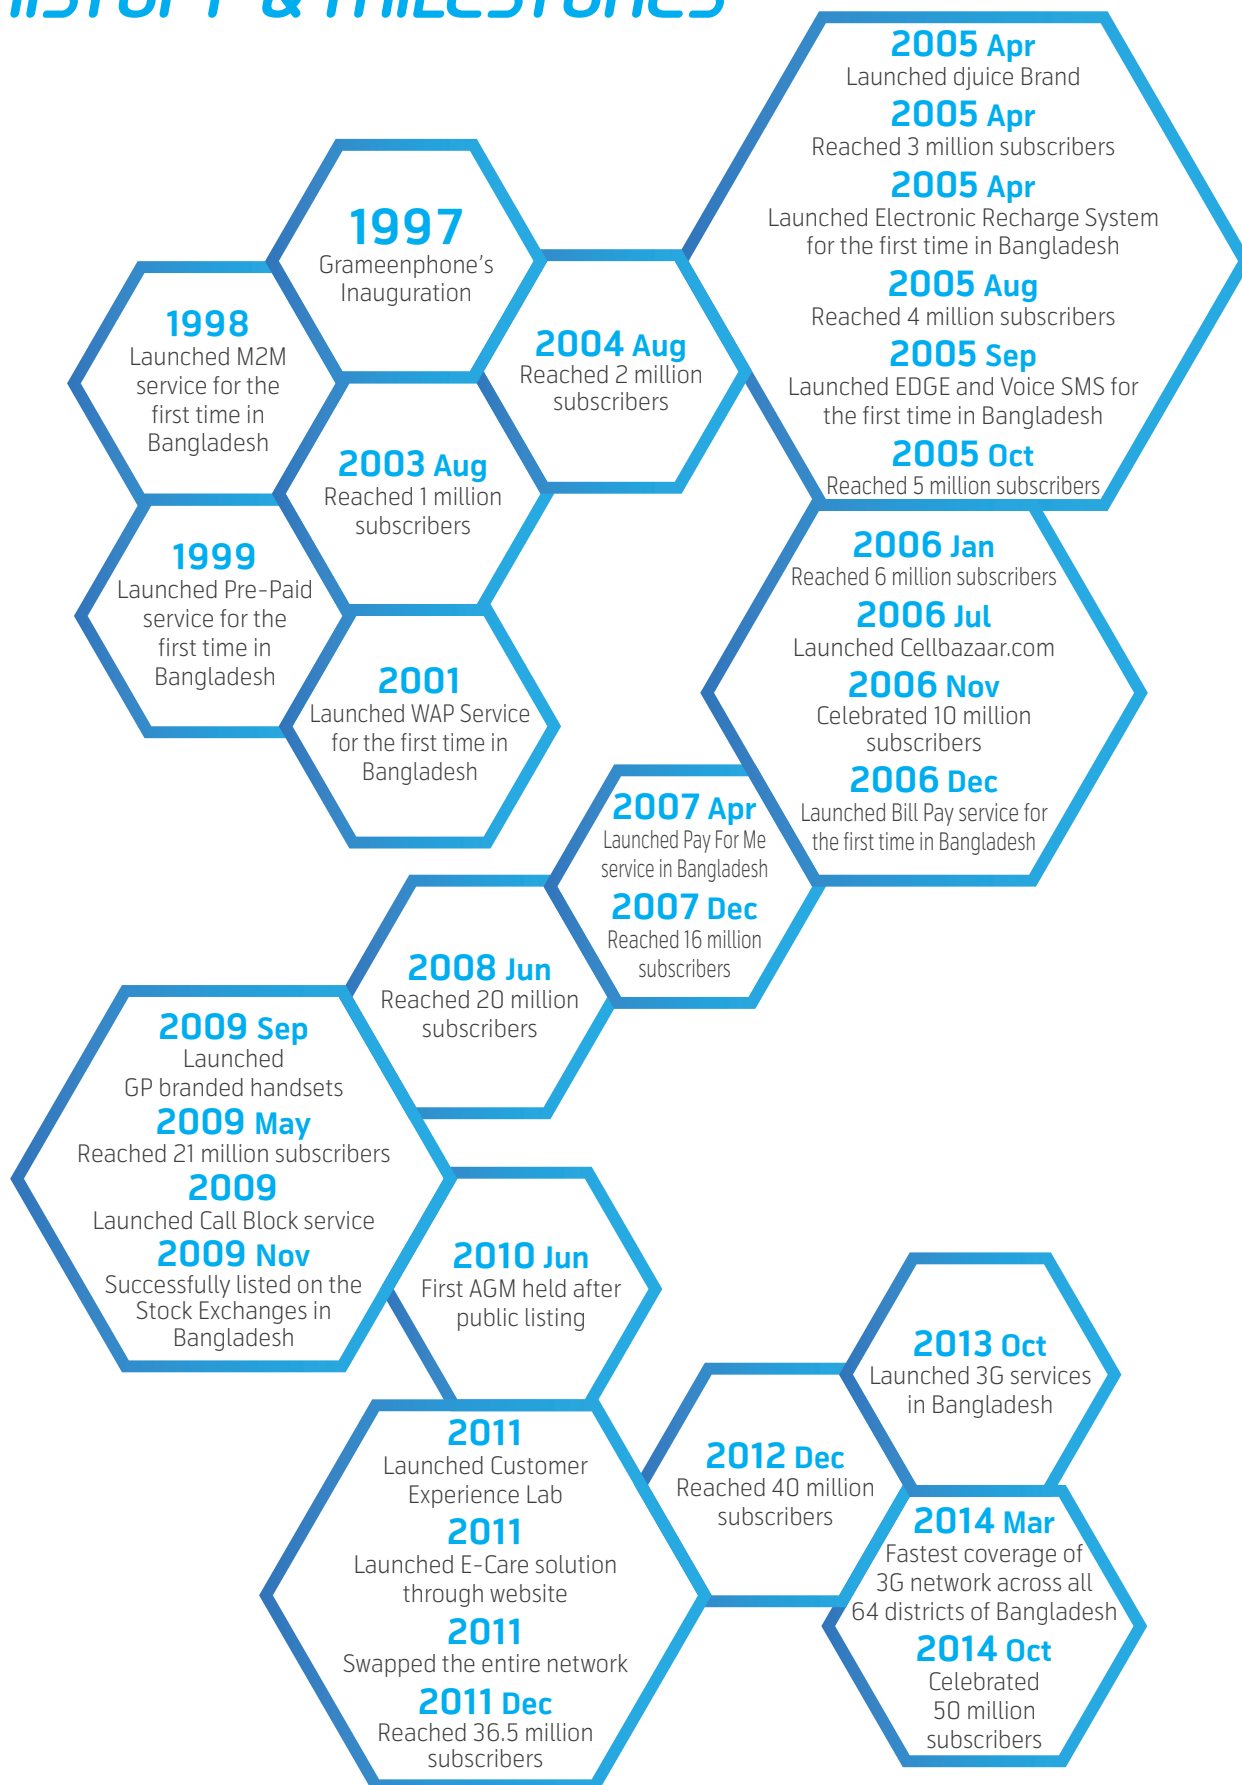 HISTORY & MILESTONES
1997
Grameenphone's
Inauguration
1998
Launched M2M
service for the
first time in
Bangladesh
1999
Launched Pre-Paid
service for the
first time in
Bangladesh
2001
Launched WAP Service
for the first time in
Bangladesh
2003 Aug
Reached 1 million
subscribers
2004 Aug
Reached 2 million
subscribers
2005 Apr
Launched djuice Brand
2005 Apr
Reached 3 million subscribers
2005 Apr
Launched Electronic Recharge System
for the first time in Bangladesh
2005 Aug
Reached 4 million subscribers
2005 Sep
Launched EDGE and Voice SMS for
the first time in Bangladesh
2005 Oct
Reached 5 million subscribers
2006 Jan
Reached 6 million subscribers
2006 Jul
Launched Cellbazaar.com
2006 Nov
Celebrated 10 million
subscribers
2006 Dec
Launched Bill Pay service for
the first time in Bangladesh
2007 Apr
Launched Pay For Me
service in Bangladesh
2007 Dec
Reached 16 million
subscribers
2008 Jun
Reached 20 million
subscribers
2009 Sep
Launched
GP branded handsets
2009 May
Reached 21 million subscribers
2009
Launched Call Block service
2009 Nov
Successfully listed on the
Stock Exchanges in
Bangladesh
2010 Jun
First AGM held after
public listing
2011
Launched Customer
Experience Lab
2011
Launched E-Care solution
through website
2011
Swapped the entire network
2011 Dec
Reached 36.5 million
subscribers
2012 Dec
Reached 40 million
subscribers
2013 Oct
Launched 3G services
in Bangladesh
2014 Mar
Fastest coverage of
3G network across all
64 districts of Bangladesh
2014 Oct
Celebrated
50 million
subscribers